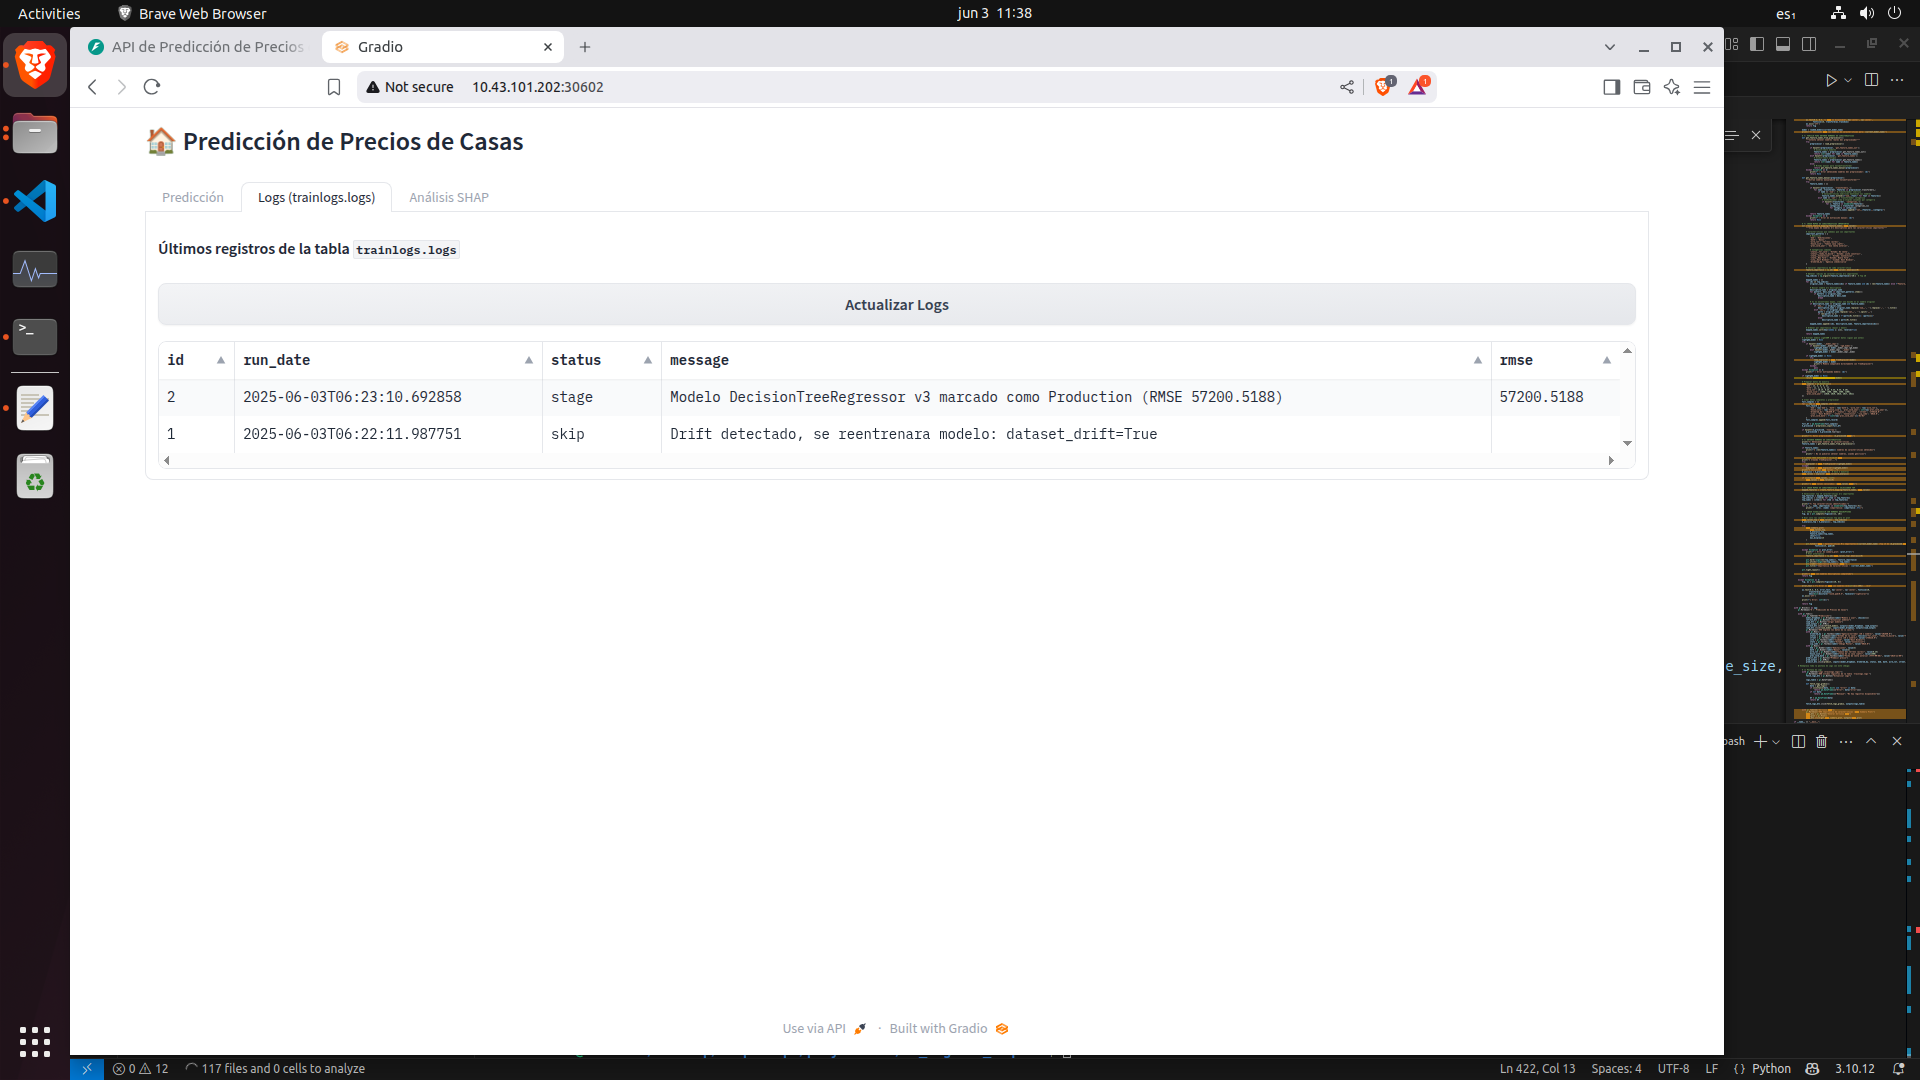 Activities
Brave Web Browser
jun 3 11:38
es₁
API de Predicción de Precios
Gradio
Not secure
10.43.101.202:30602
1
1
🏠 Predicción de Precios de Casas
Predicción
Logs (trainlogs.logs)
Análisis SHAP
Últimos registros de la tabla trainlogs.logs
Actualizar Logs
id run_date status message rmse
2 2025-06-03T06:23:10.692858 stage Modelo DecisionTreeRegressor v3 marcado como Production (RMSE 57200.5188) 57200.5188
1 2025-06-03T06:22:11.987751 skip Drift detectado, se reentrenara modelo: dataset_drift=True
e_size,
bash
Use via API 🚀 · Built with Gradio
0 12 117 files and 0 cells to analyze
Ln 422, Col 13 Spaces: 4 UTF-8 LF {} Python 3.10.12